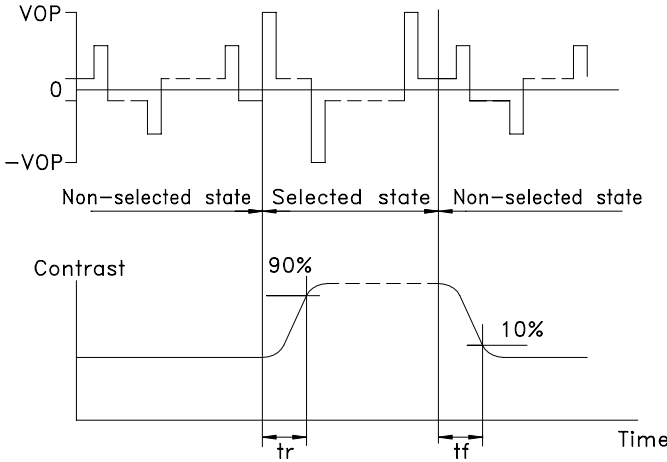 VOP
0
-VOP
Non-selected state
Selected state
Non-selected state
Contrast
90%
10%
tr
tf
Time